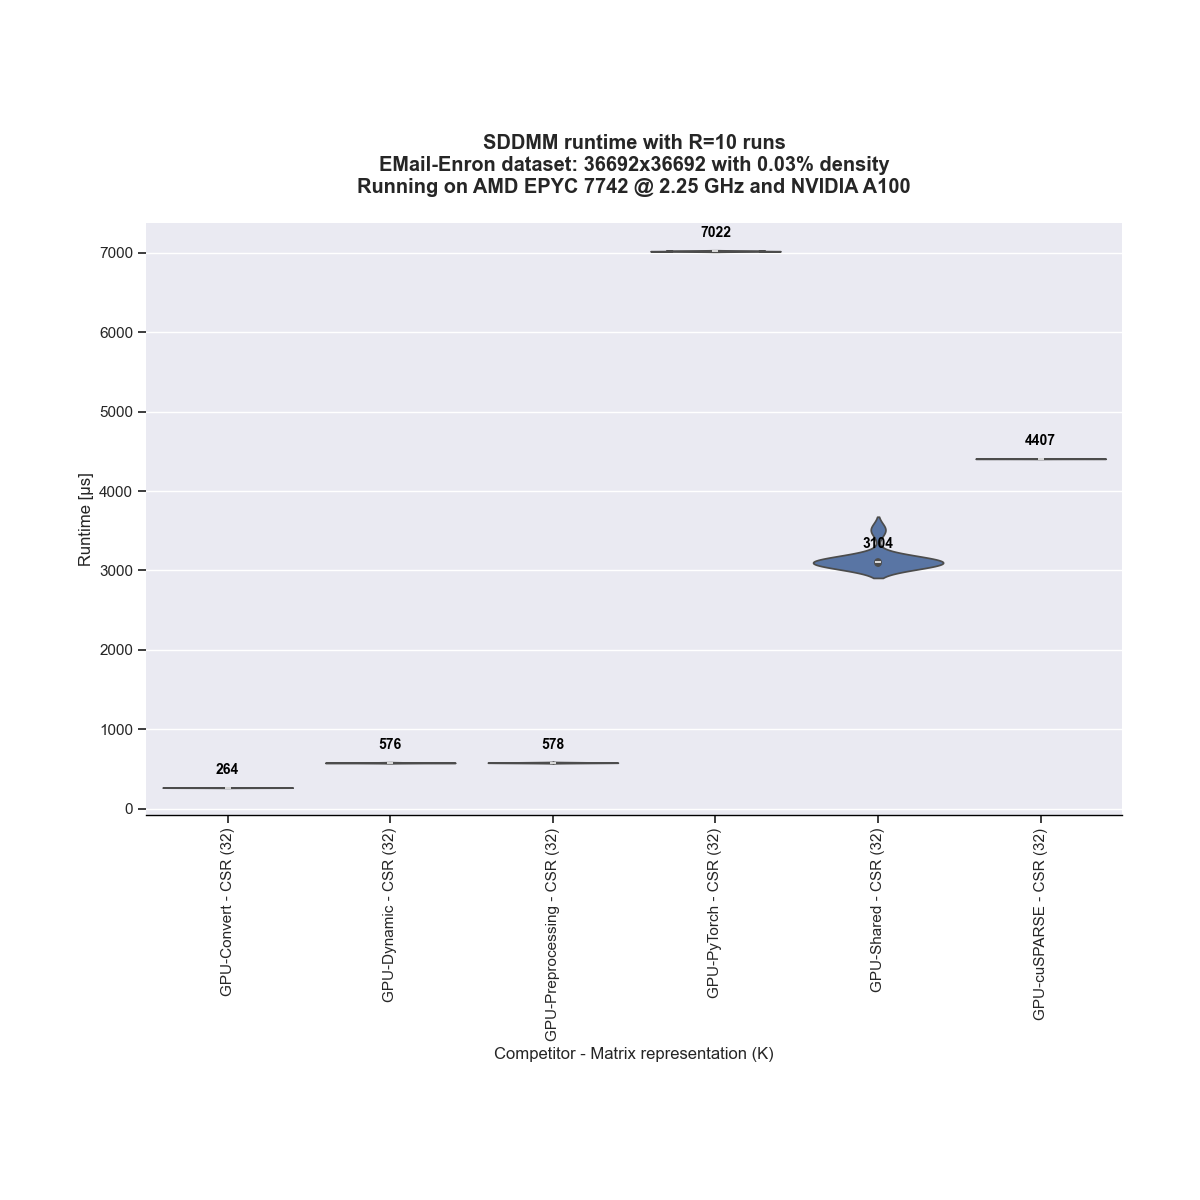 SDDMM runtime with R=10 runs
EMail-Enron dataset: 36692x36692 with 0.03% density
Running on AMD EPYC 7742 @ 2.25 GHz and NVIDIA A100
Runtime [μs]
7000
6000
5000
4000
3000
2000
1000
0
264
576
578
7022
3104
4407
GPU-Convert - CSR (32)
GPU-Dynamic - CSR (32)
GPU-Preprocessing - CSR (32)
GPU-PyTorch - CSR (32)
GPU-Shared - CSR (32)
GPU-cuSPARSE - CSR (32)
Competitor - Matrix representation (K)